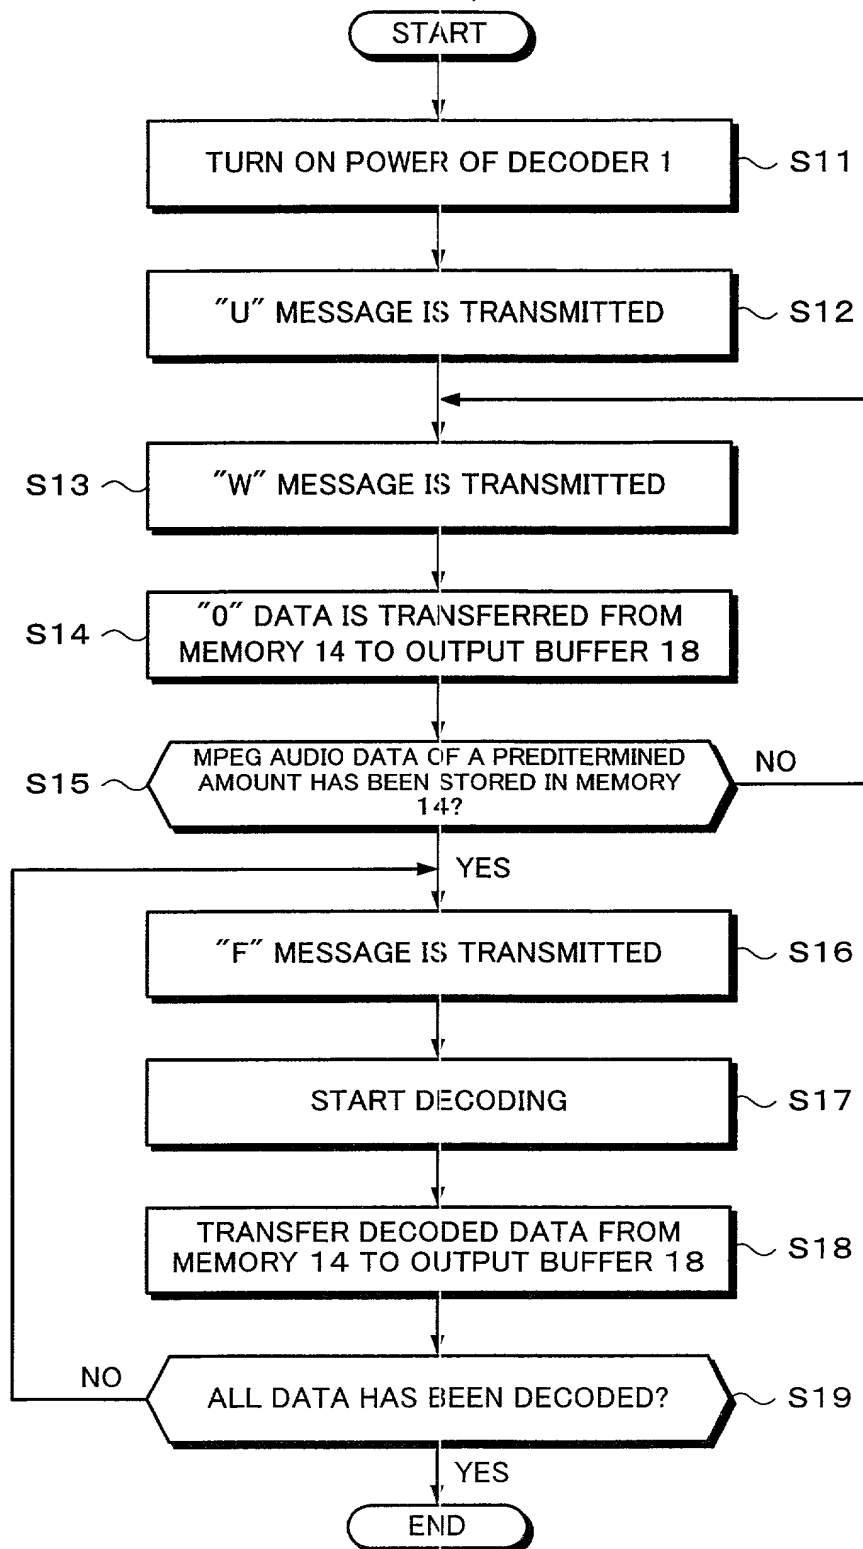 START
TURN ON POWER OF DECODER 1
S11
"U" MESSAGE IS TRANSMITTED
S12
S13
"W" MESSAGE IS TRANSMITTED
S14
"0" DATA IS TRANSFERRED FROM
MEMORY 14 TO OUTPUT BUFFER 18
S15
MPEG AUDIO DATA OF A PREDITERMINED
AMOUNT HAS BEEN STORED IN MEMORY
14?
NO
YES
"F" MESSAGE IS TRANSMITTED
S16
START DECODING
S17
TRANSFER DECODED DATA FROM
MEMORY 14 TO OUTPUT BUFFER 18
S18
NO
ALL DATA HAS BEEN DECODED?
S19
YES
END